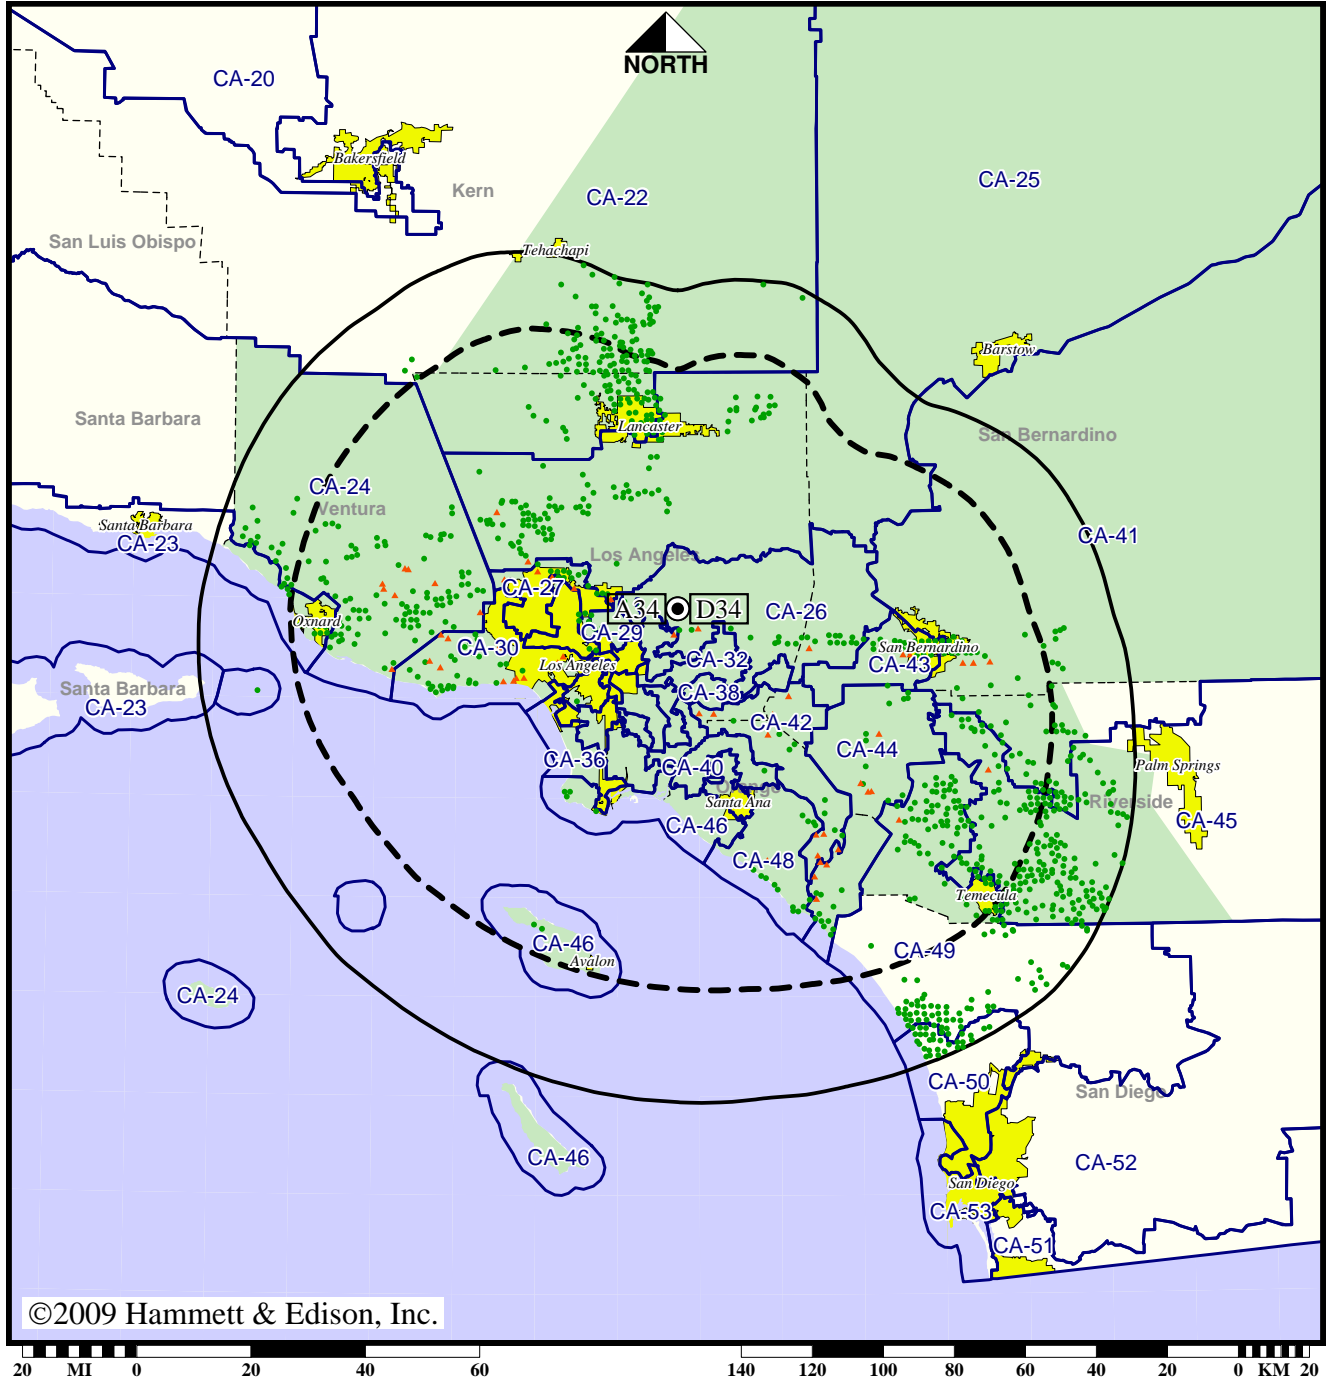 NORTH
CA-20
Bakersfield
Kern
CA-22
CA-25
San Luis Obispo
Tehachapi
Barstow
Santa Barbara
Lancaster
San Bernardino
CA-24
Ventura
Santa Barbara
CA-23
Los Angeles
CA-41
CA-27
A34
D34
CA-26
Oxnard
CA-29
CA-30
San Bernardino
CA-32
CA-43
Los Angeles
Santa Barbara
CA-23
CA-38
CA-42
CA-44
CA-36
CA-40
Palm Springs
Orange
Santa Ana
Riverside
CA-46
CA-45
CA-48
Temecula
CA-46
Avalon
CA-49
CA-24
CA-50
San Diego
CA-46
CA-52
San Diego
CA-53
CA-51
©2009 Hammett & Edison, Inc.
20 MI 0 20 40 60 140 120 100 80 60 40 20 0 KM 20